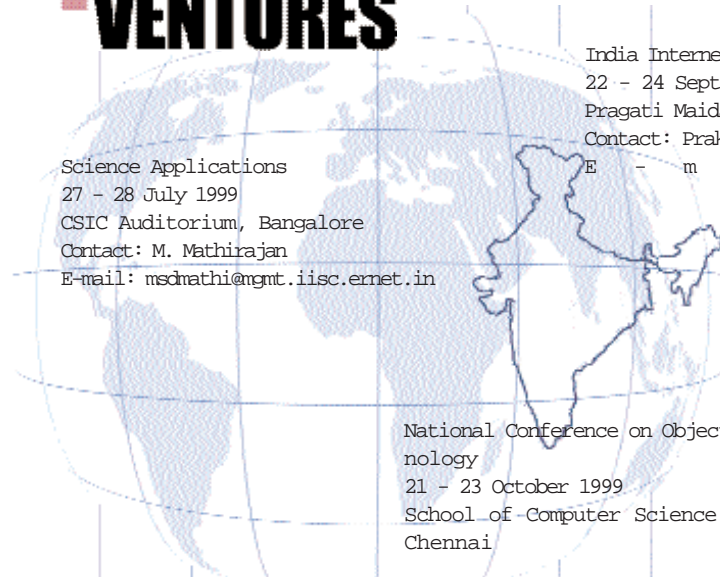 VENTURES
India Interne
22 - 24 Sept
Pragati Maid
Contact: Prak
E - m
Science Applications
27 - 28 July 1999
CSIC Auditorium, Bangalore
Contact: M. Mathirajan
E-mail: msdmathi@mgmt.iisc.ernet.in
National Conference on Object
nology
21 - 23 October 1999
School of Computer Science
Chennai